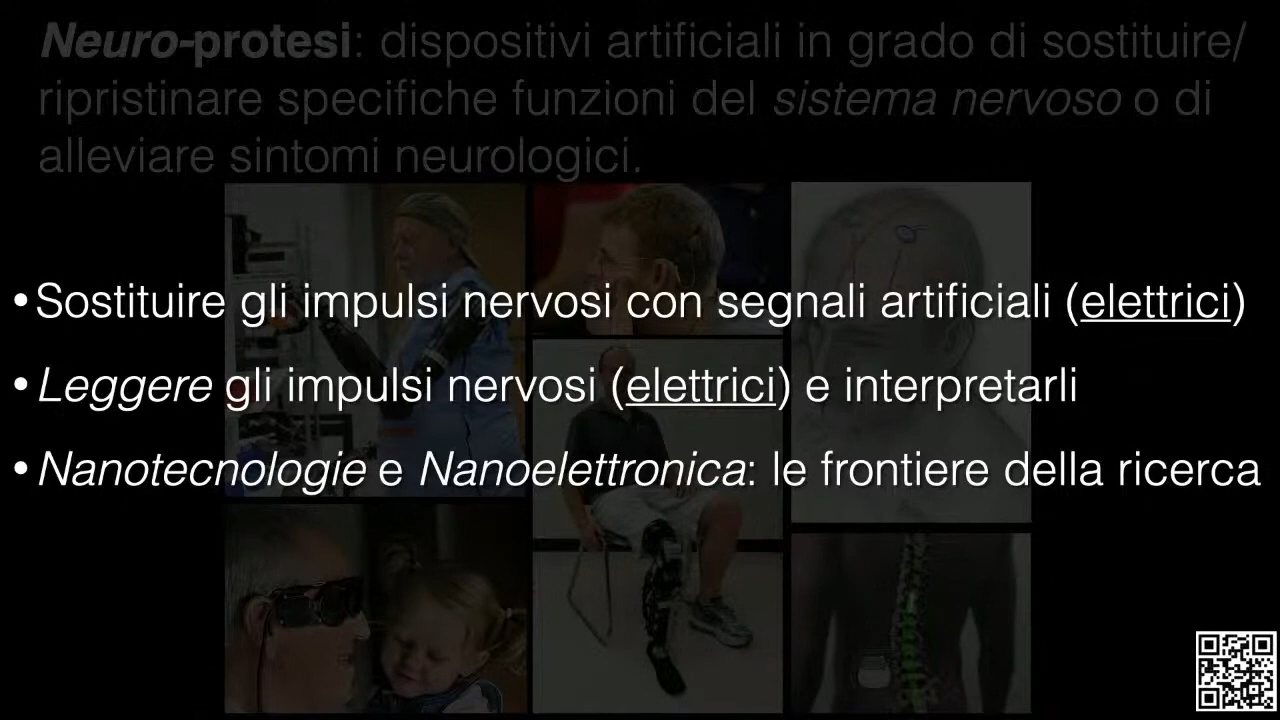 Neuro-protesi: dispositivi artificiali in grado di sostituire/
ripristinare specifiche funzioni del sistema nervoso o di
alleviare sintomi neurologici.
• Sostituire gli impulsi nervosi con segnali artificiali (elettrici)
• Leggere gli impulsi nervosi (elettrici) e interpretarli
• Nanotecnologie e Nanoelettronica: le frontiere della ricerca